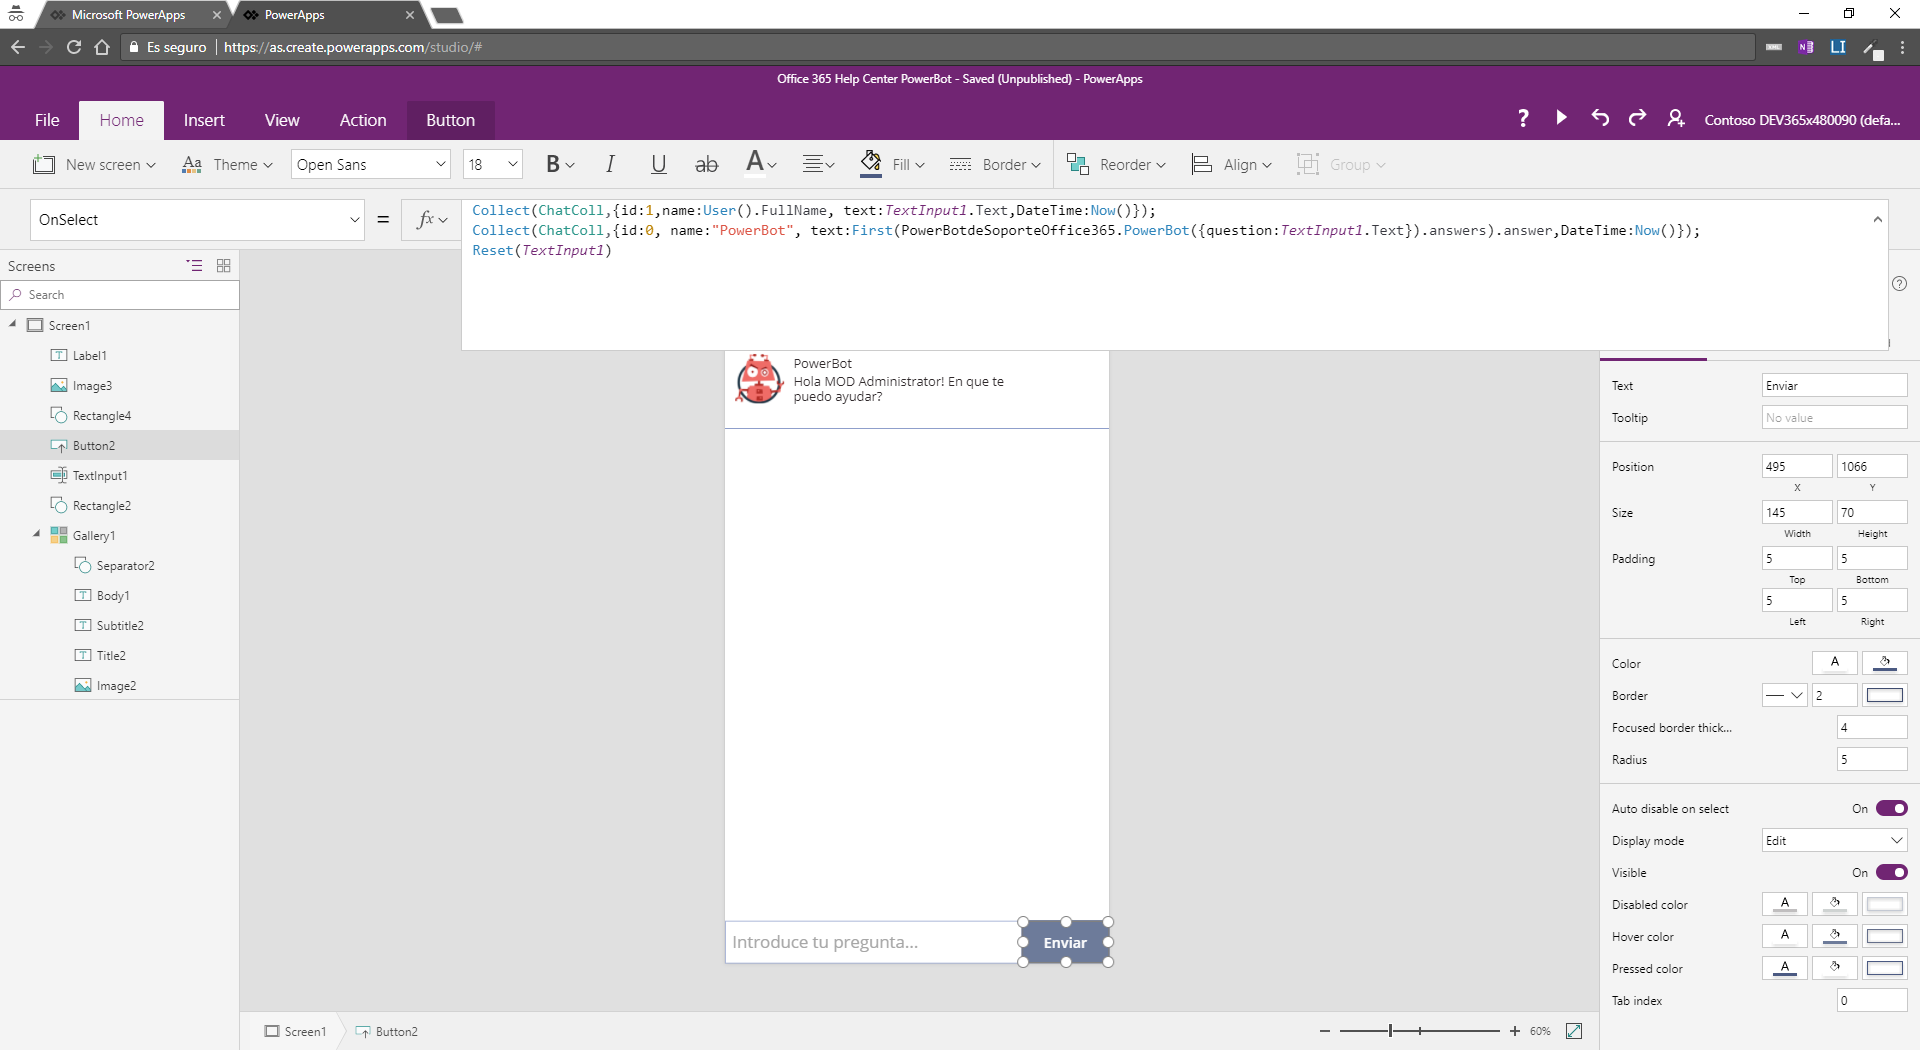 Microsoft PowerApps
PowerApps
Es seguro
https://as.create.powerapps.com/studio/#
Office 365 Help Center PowerBot - Saved (Unpublished) - PowerApps
File
Home
Insert
View
Action
Button
?
Contoso DEV365x480090 (defa...
New screen
Theme
Open Sans
18
B
I
U
ab
A
Fill
Border
Reorder
Align
Group
OnSelect
=
fx
Collect(ChatColl,{id:1,name:User().FullName, text:TextInput1.Text,DateTime:Now()});
Collect(ChatColl,{id:0, name:"PowerBot", text:First(PowerBotdeSoporteOffice365.PowerBot({question:TextInput1.Text}).answers).answer,DateTime:Now()});
Reset(TextInput1)
Screens
Search
Screen1
Label1
Image3
Rectangle4
Button2
TextInput1
Rectangle2
Gallery1
Separator2
Body1
Subtitle2
Title2
Image2
PowerBot
Hola MOD Administrator! En que te
puedo ayudar?
Introduce tu pregunta...
Enviar
Text
Enviar
Tooltip
No value
Position
495
1066
X
Y
Size
145
70
Width
Height
Padding
5
5
Top
Bottom
5
5
Left
Right
Color
A
Border
2
Focused border thick...
4
Radius
5
Auto disable on select
On
Display mode
Edit
Visible
On
Disabled color
A
Hover color
A
Pressed color
A
Tab index
0
Screen1
Button2
60%